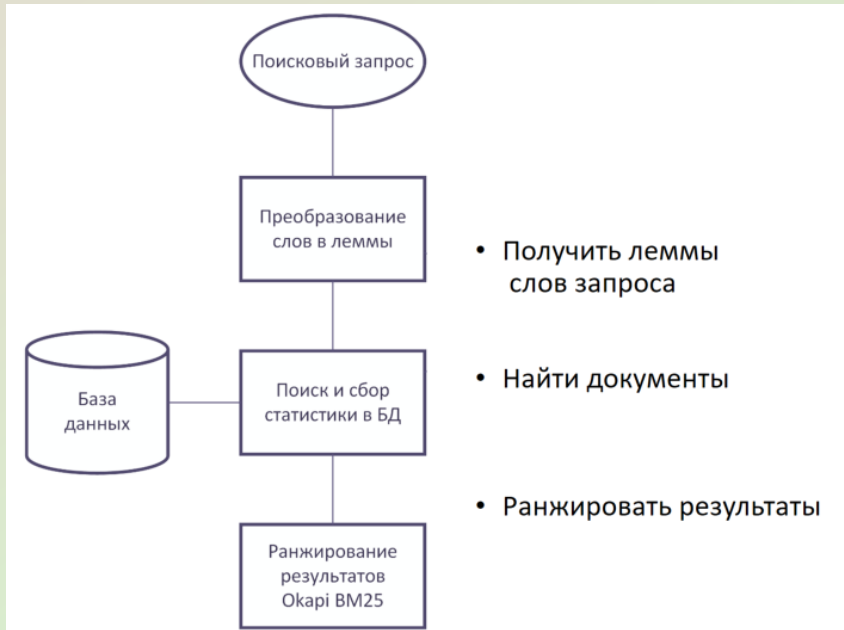 Поисковый запрос
Преобразование
слов в леммы
• Получить леммы
слов запроса
База
данных
Поиск и сбор
статистики в БД
• Найти документы
• Ранжировать результаты
Ранжирование
результатов
Okapi BM25